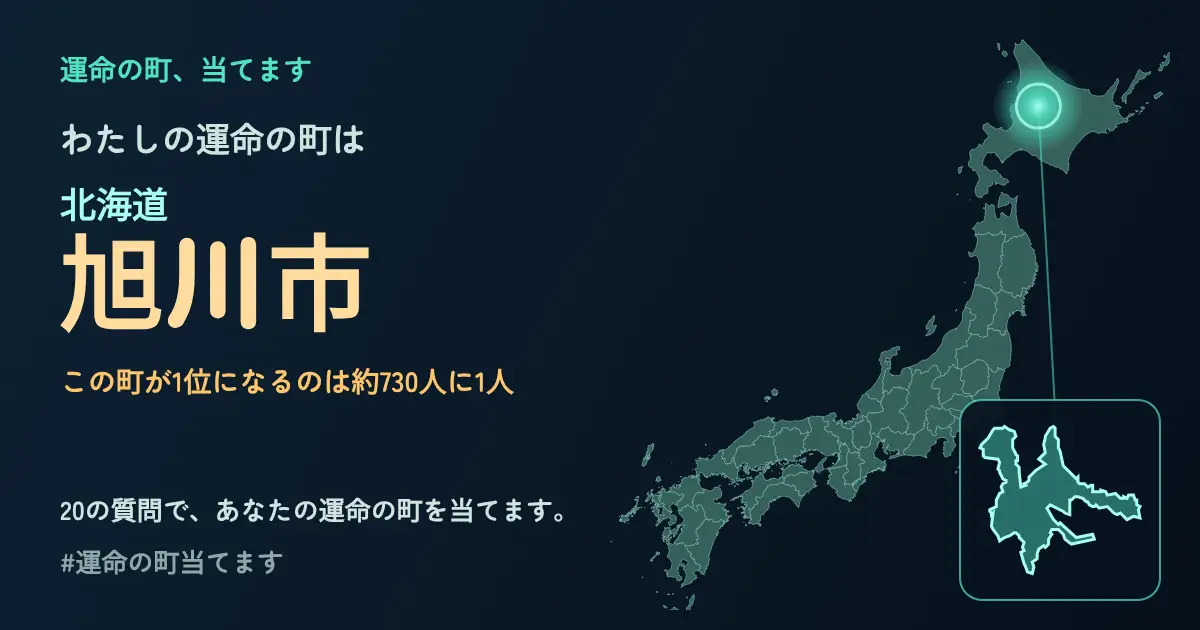 運命の町、当てます
わたしの運命の町は
北海道
旭川市
この町が1位になるのは約730人に1人
20の質問で、あなたの運命の町を当てます。
#運命の町当てます